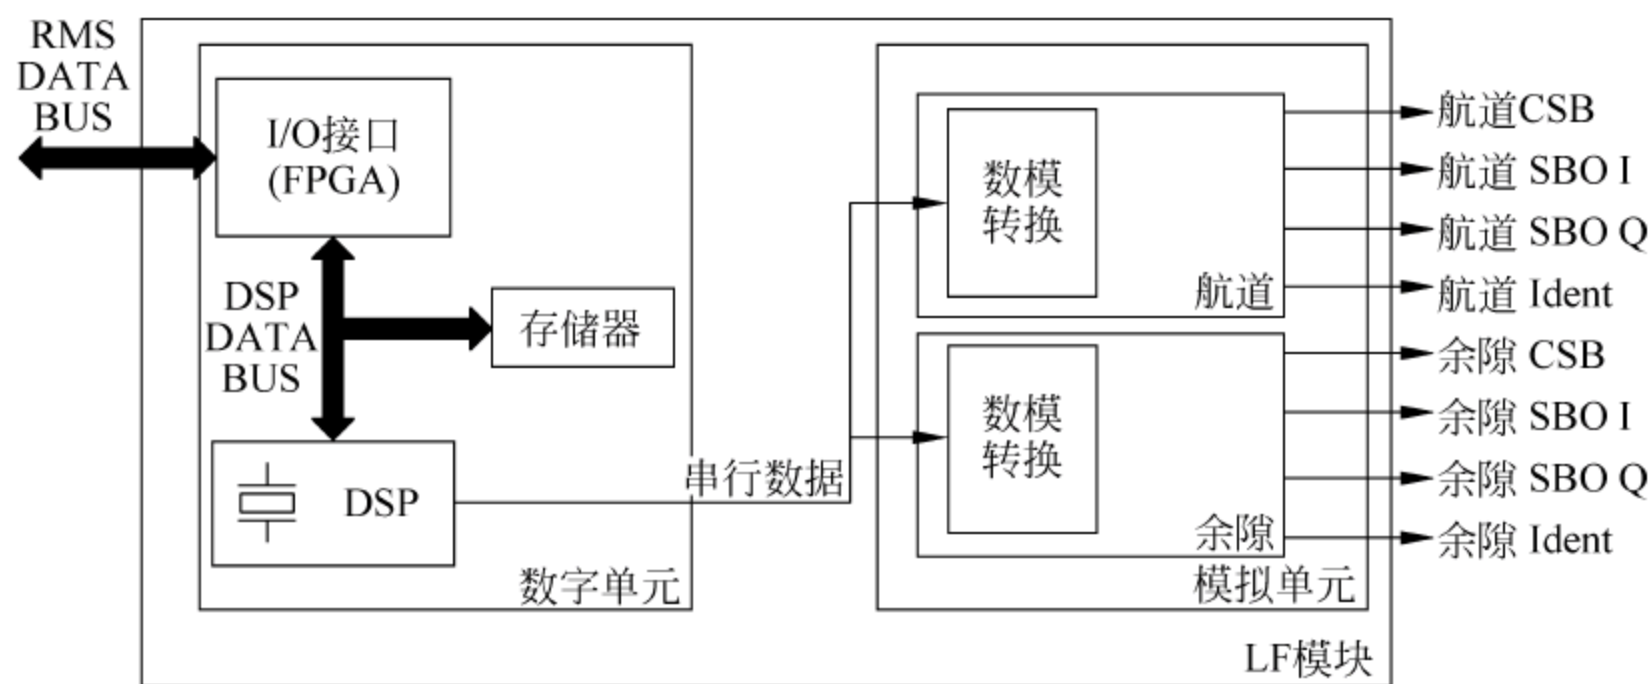 RMS
DATA
BUS
I/O接口
(FPGA)
DSP
DATA
BUS
存储器
DSP
数字单元
串行数据
数模
转换
航道
数模
转换
余隙
模拟单元
LF模块
航道CSB
航道 SBO I
航道 SBO Q
航道 Ident
余隙 CSB
余隙 SBO I
余隙 SBO Q
余隙 Ident